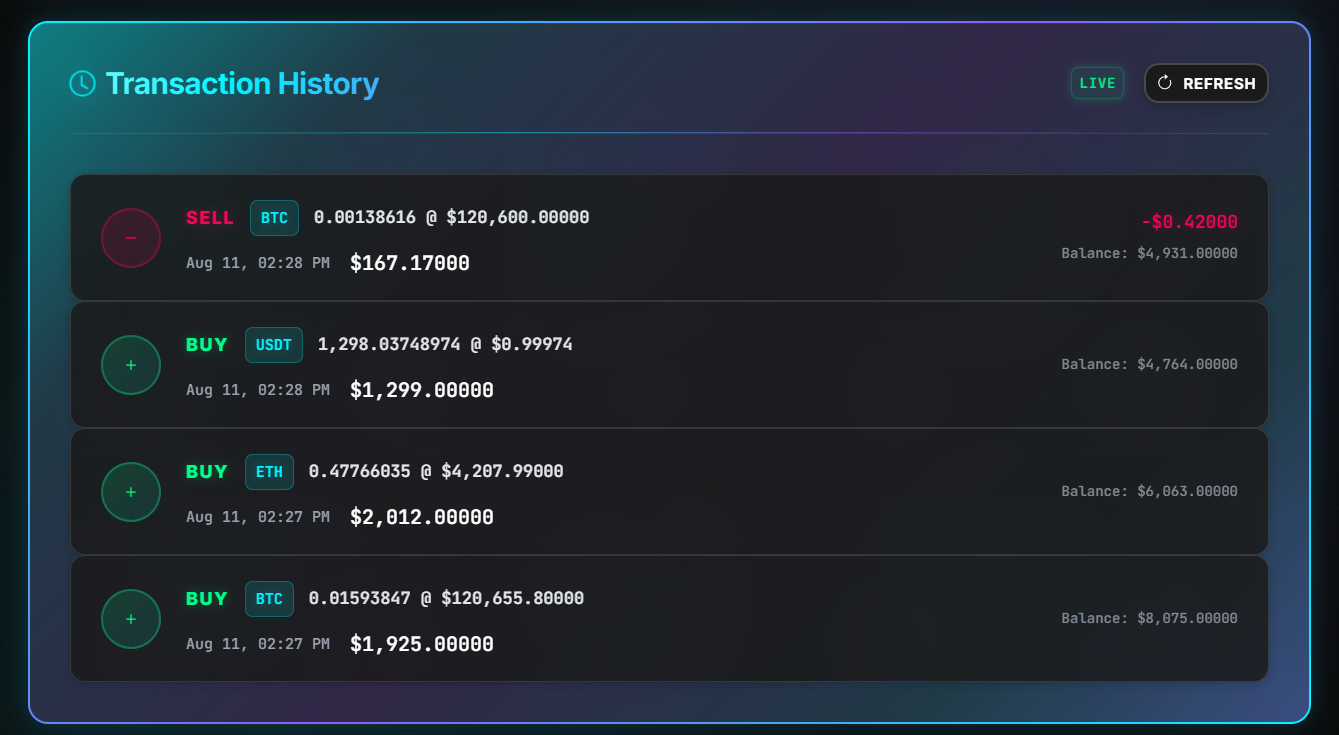 Transaction History
LIVE
REFRESH
SELL BTC 0.00138616 @ $120,600.00000
-$0.42000
Aug 11, 02:28 PM $167.17000
Balance: $4,931.00000
BUY USDT 1,298.03748974 @ $0.99974
Balance: $4,764.00000
Aug 11, 02:28 PM $1,299.00000
BUY ETH 0.47766035 @ $4,207.99000
Balance: $6,063.00000
Aug 11, 02:27 PM $2,012.00000
BUY BTC 0.01593847 @ $120,655.80000
Balance: $8,075.00000
Aug 11, 02:27 PM $1,925.00000